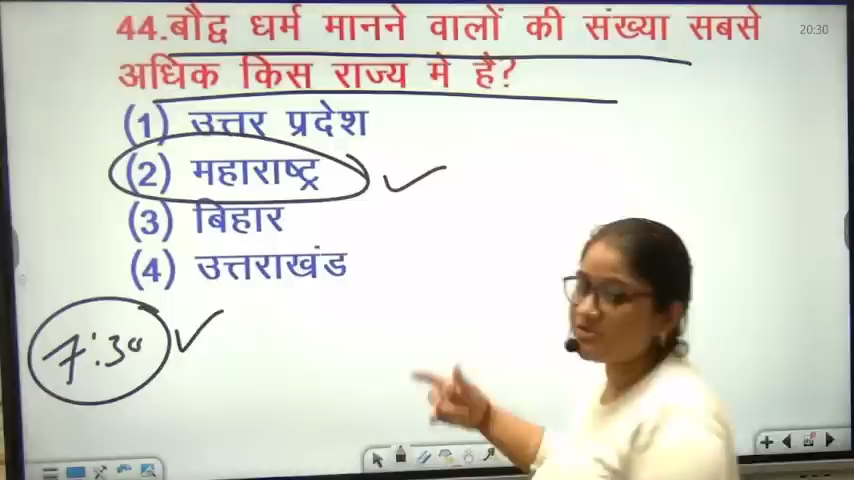 44.बौद्व धर्म मानने वालों की संख्या सबसे
अधिक किस राज्य मे है?
(1) उत्तर प्रदेश
(2) महाराष्ट्र
(3) बिहार
(4) उत्तराखंड
7:30
20:30